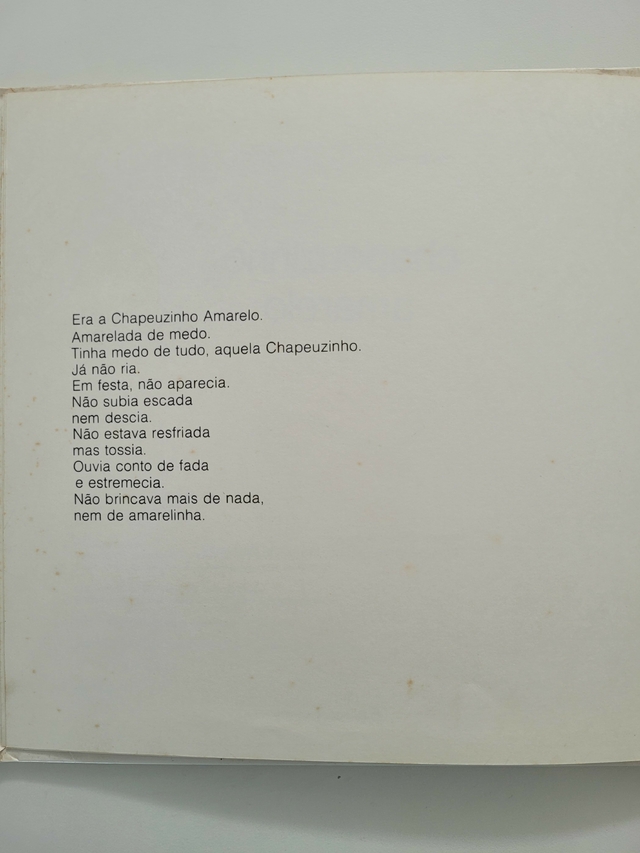 Era a Chapeuzinho Amarelo.
Amarelada de medo.
Tinha medo de tudo, aquela Chapeuzinho.
Já não ria.
Em festa, não aparecia.
Não subia escada
nem descia.
Não estava resfriada
mas tossia.
Ouvia conto de fada
e estremecia.
Não brincava mais de nada,
nem de amarelinha.